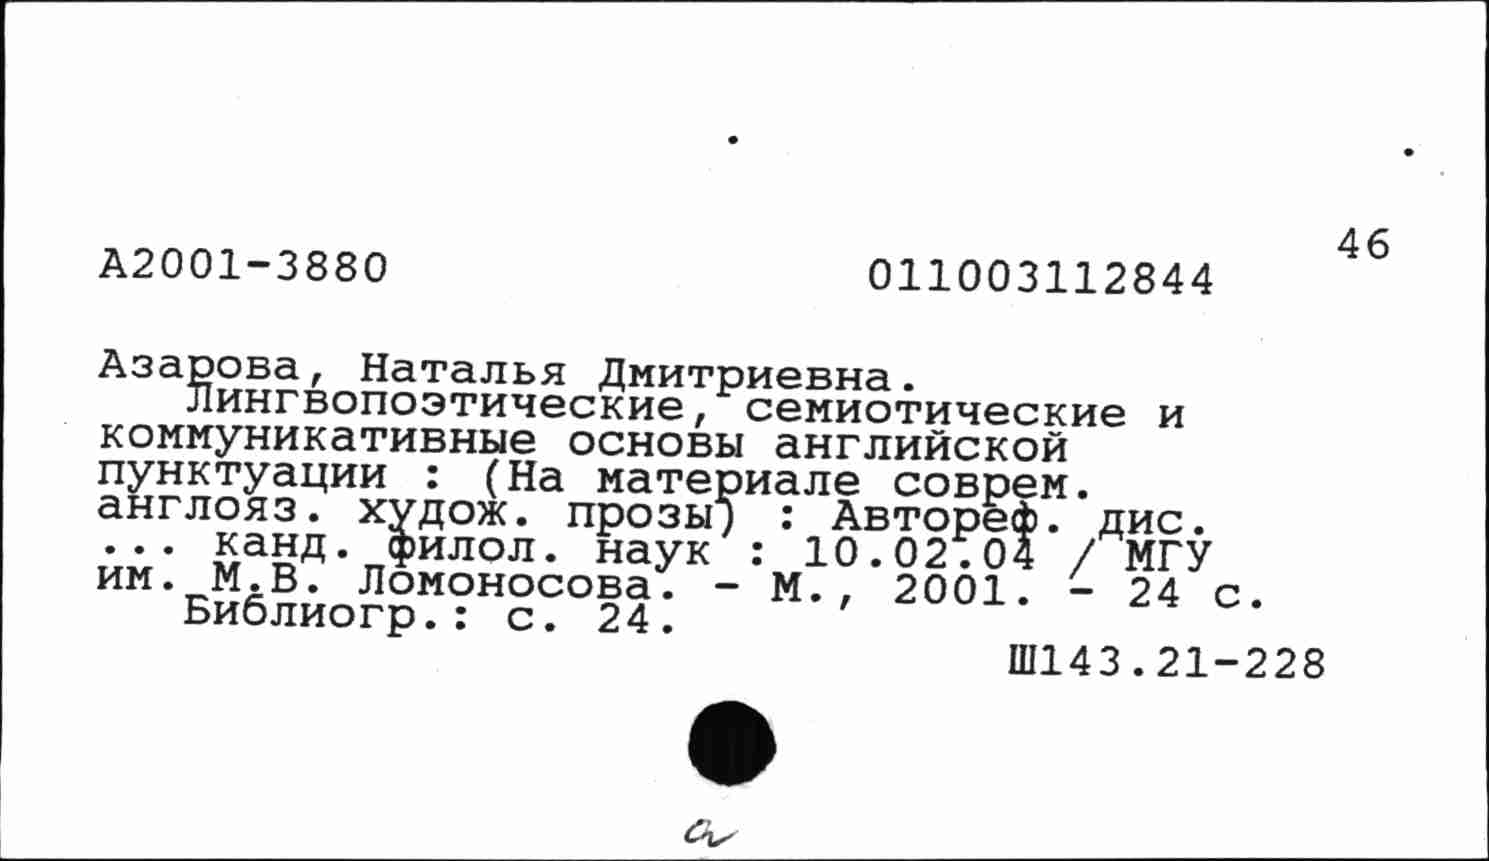 46
А2001-3880 011003112844
Азарова, Наталья Дмитриевна.
Лингвопоэтические, семиотические и
коммуникативные основы английской
пунктуации : (На материале соврем.
англояз. худож. прозы) : Автореф. дис.
... канд. филол. наук : 10.02.04 / МГУ
им. М.В. Ломоносова. - М., 2001. - 24 с.
Библиогр.: с. 24.
Ш143.21-228